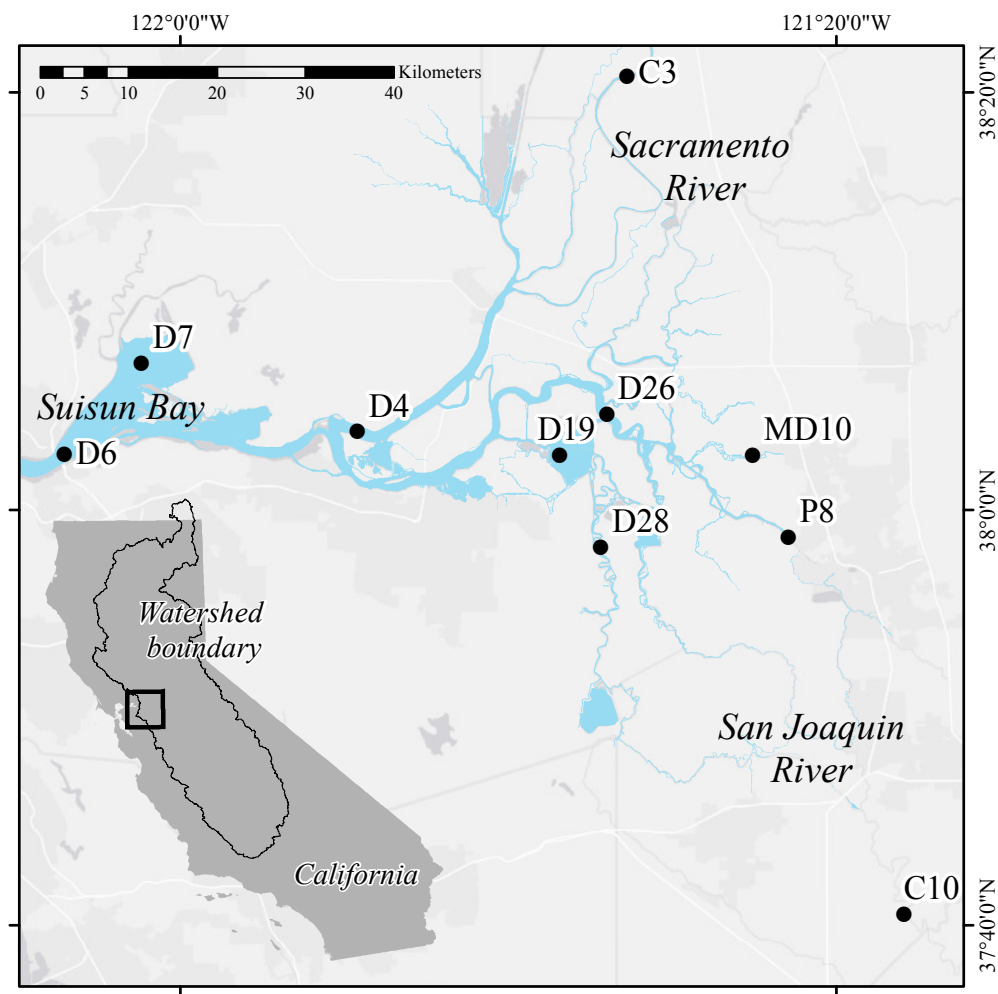 122°0'0"W
121°20'0"W
Kilometers
0 5 10 20 30 40
C3
38°20'0"N
Sacramento
River
D7
Suisun Bay
D4
D26
D6
D19
MD10
38°0'0"N
P8
D28
Watershed
boundary
San Joaquin
River
California
C10
37°40'0"N